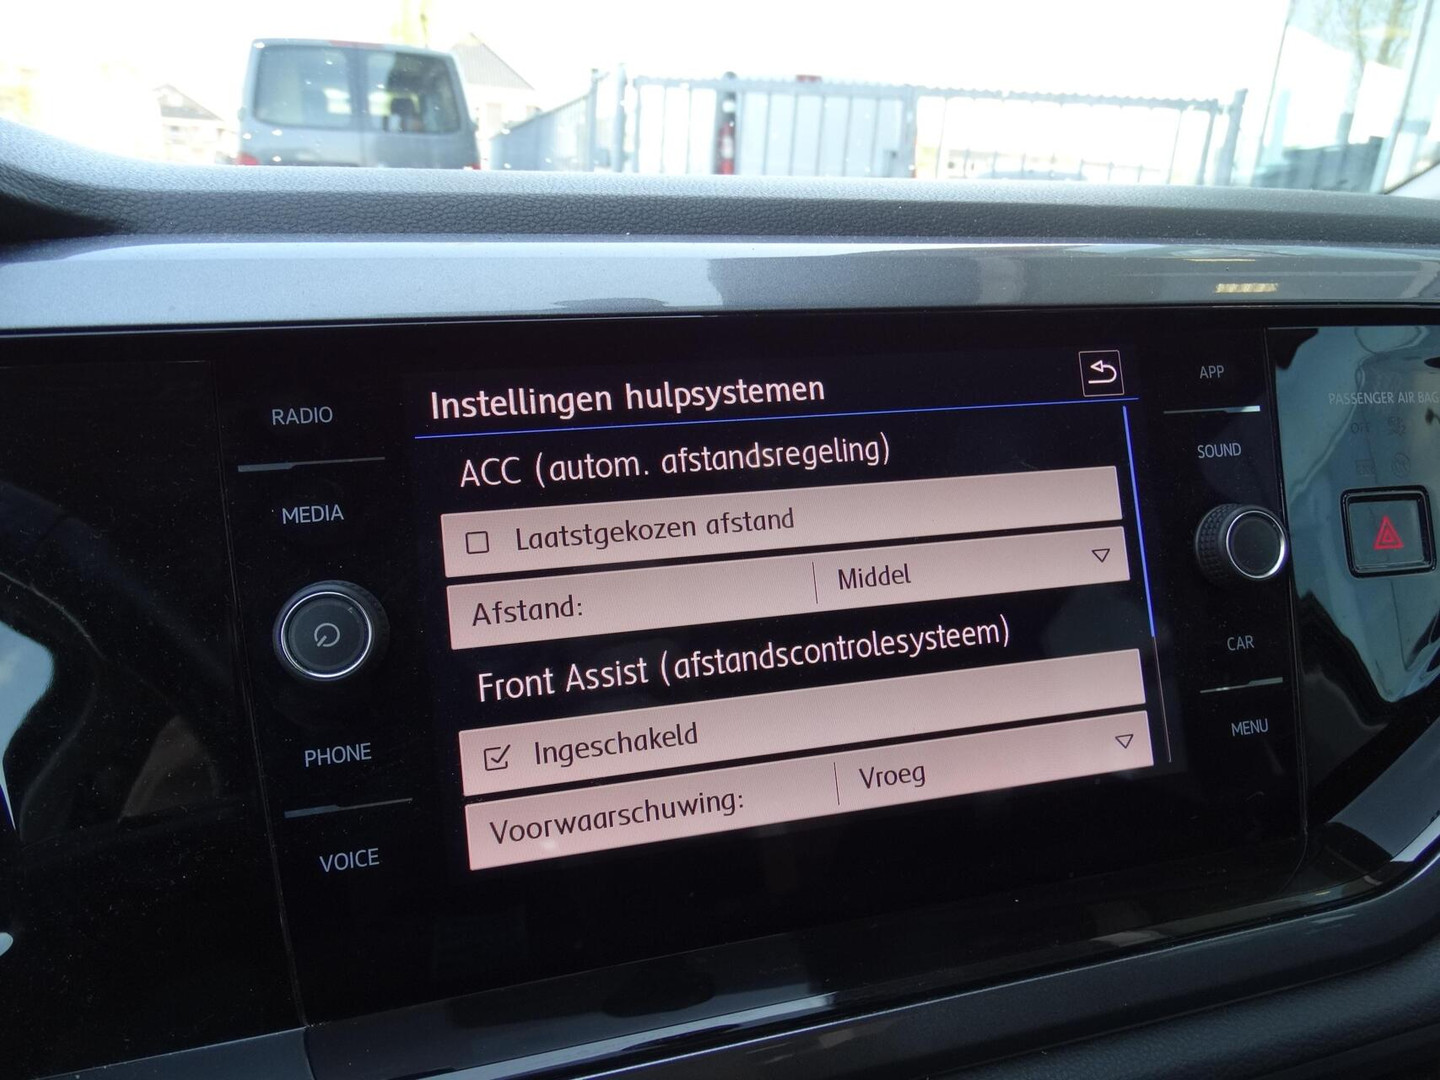 RADIO
MEDIA
PHONE
VOICE
Instellingen hulpsystemen
ACC (autom. afstandsregeling)
Laatstgekozen afstand
Afstand: Middel
Front Assist (afstandscontrolesysteem)
Ingeschakeld
Voorwaarschuwing: Vroeg
APP
SOUND
CAR
MENU
PASSENGER AIR BAG